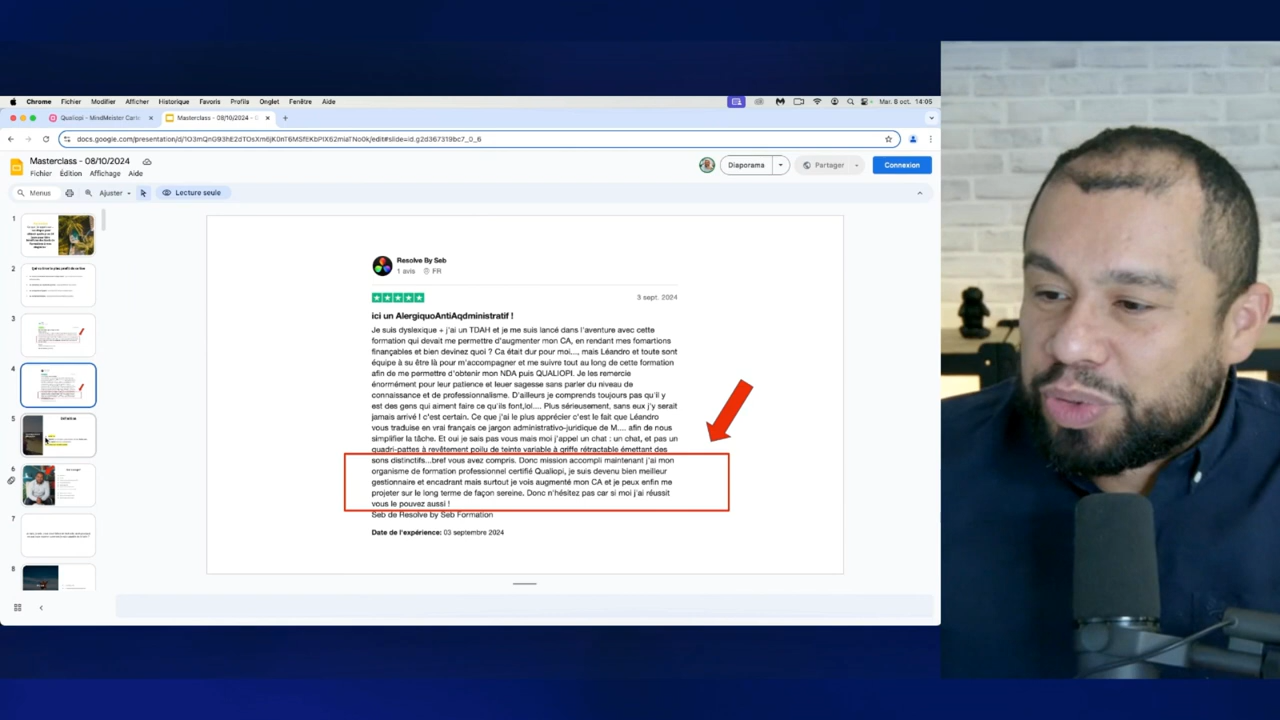 Chrome Fichier Modifier Afficher Historique Favoris Profils Onglet Fenêtre Aide
Mar. 8 oct. 14:05
Qualiopi - MindMeister Carte
Masterclass - 08/10/2024 -
Masterclass - 08/10/2024
Fichier Édition Affichage Aide
Diaporama
Partager
Connexion
Menus
Ajuster
Lecture seule
1
2
3
4
5
6
7
8
Resolve By Seb
1 avis FR
3 sept. 2024
ici un AlergiquoAntiAqdministratif !
Je suis dyslexique + j'ai un TDAH et je me suis lancé dans l'aventure avec cette
formation qui devait me permettre d'augmenter mon CA, en rendant mes fomartions
finançables et bien devinez quoi ? Ca était dur pour moi..., mais Léandro et toute sont
équipe à su être là pour m'accompagner et me suivre tout au long de cette formation
afin de me permettre d'obtenir mon NDA puis QUALIOPI. Je les remercie
énormément pour leur patience et leuer sagesse sans parler du niveau de
connaissance et de professionnalisme. D'ailleurs je comprends toujours pas qu'il y
est des gens qui aiment faire ce qu'ils font,lol.... Plus sérieusement, sans eux j'y serait
jamais arrivé ! c'est certain. Ce que j'ai le plus apprécier c'est le fait que Léandro
vous traduise en vrai français ce jargon administrativo-juridique de M.... afin de nous
simplifier la tâche. Et oui je sais pas vous mais moi j'appel un chat : un chat, et pas un
quadri-pattes à revêtement poilu de teinte variable à griffe rétractable émettant des
sons distinctifs...bref vous avez compris. Donc mission accompli maintenant j'ai mon
organisme de formation professionnel certifié Qualiopi, je suis devenu bien meilleur
gestionnaire et encadrant mais surtout je vois augmenté mon CA et je peux enfin me
projeter sur le long terme de façon sereine. Donc n'hésitez pas car si moi j'ai réussit
vous le pouvez aussi !
Seb de Resolve by Seb Formation
Date de l'expérience: 03 septembre 2024